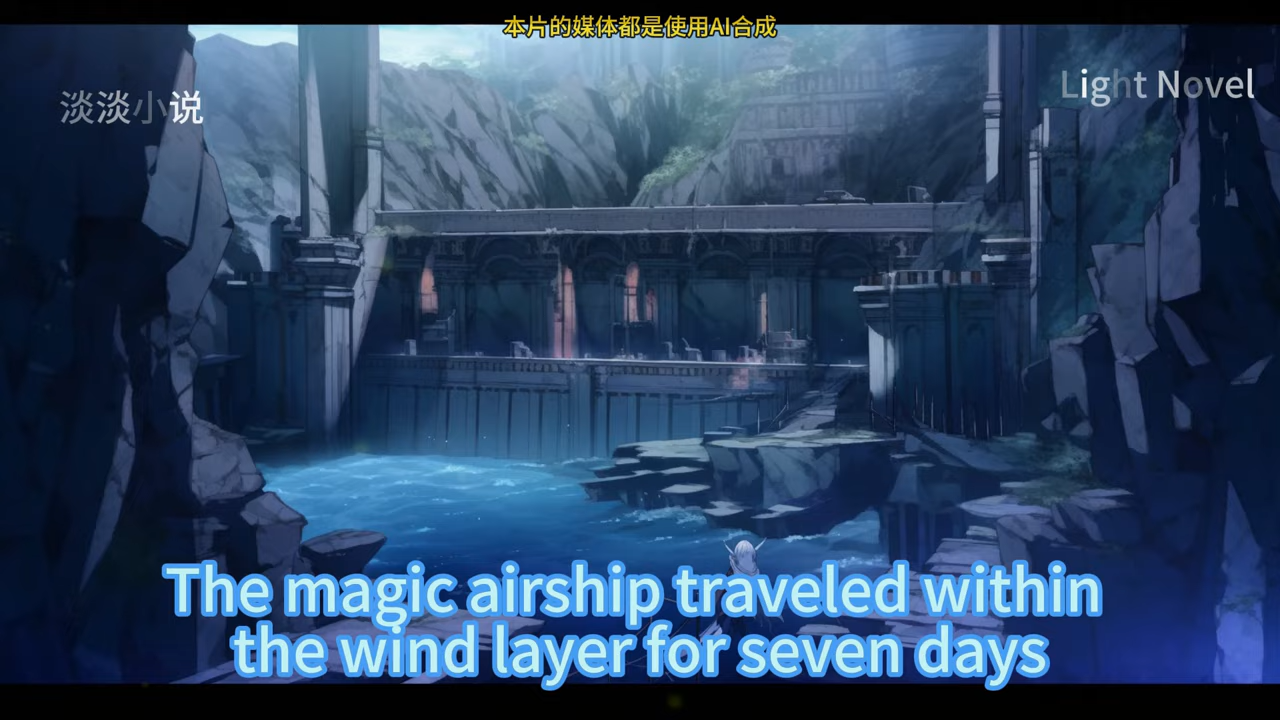 本片的媒体都是使用AI合成
淡淡小说
Light Novel
The magic airship traveled within
the wind layer for seven days